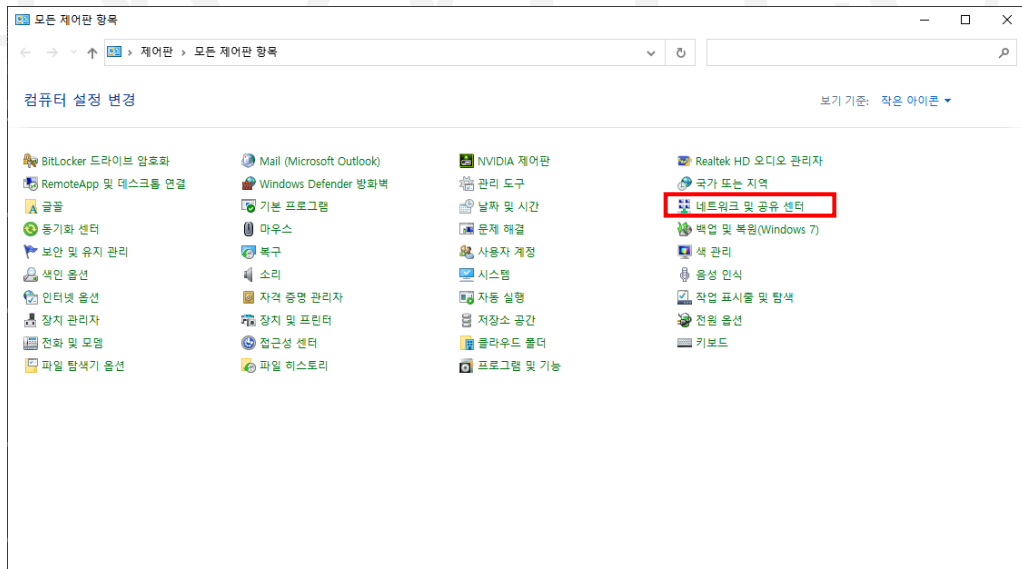 모든 제어판 항목
제어판 › 모든 제어판 항목
컴퓨터 설정 변경
보기 기준: 작은 아이콘
BitLocker 드라이브 암호화 Mail (Microsoft Outlook) NVIDIA 제어판 Realtek HD 오디오 관리자
RemoteApp 및 데스크톱 연결 Windows Defender 방화벽 관리 도구 국가 또는 지역
글꼴 기본 프로그램 날짜 및 시간 네트워크 및 공유 센터
동기화 센터 마우스 문제 해결 백업 및 복원(Windows 7)
보안 및 유지 관리 복구 사용자 계정 색 관리
색인 옵션 소리 시스템 음성 인식
인터넷 옵션 자격 증명 관리자 자동 실행 작업 표시줄 및 탐색
장치 관리자 장치 및 프린터 저장소 공간 전원 옵션
전화 및 모뎀 접근성 센터 클라우드 폴더 키보드
파일 탐색기 옵션 파일 히스토리 프로그램 및 기능